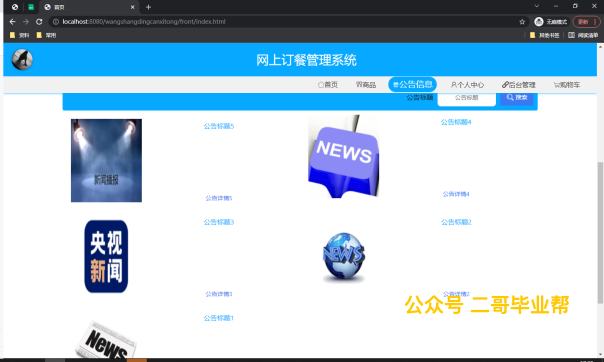 首页
localhost:8080/wangshangdingcanxitong/front/index.html
无痕模式
更新
资料
常用
其他书签
阅读清单
网上订餐管理系统
首页
商品
公告信息
个人中心
后台管理
购物车
公告标题
公告标题
搜索
新闻播报
公告标题5
公告详情5
NEWS
公告标题4
公告详情4
央视
新闻
公告标题3
公告详情3
NEWS
公告标题2
公告详情2
公众号 二哥毕业帮
News
公告标题1